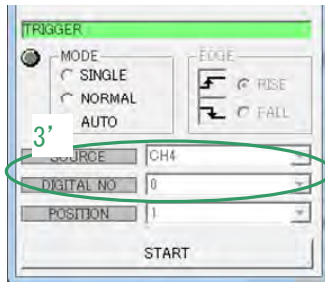 TRIGGER
MODE
SINGLE
NORMAL
AUTO
EDGE
RISE
FALL
3’
SOURCE CH4
DIGITAL NO 0
POSITION 1
START